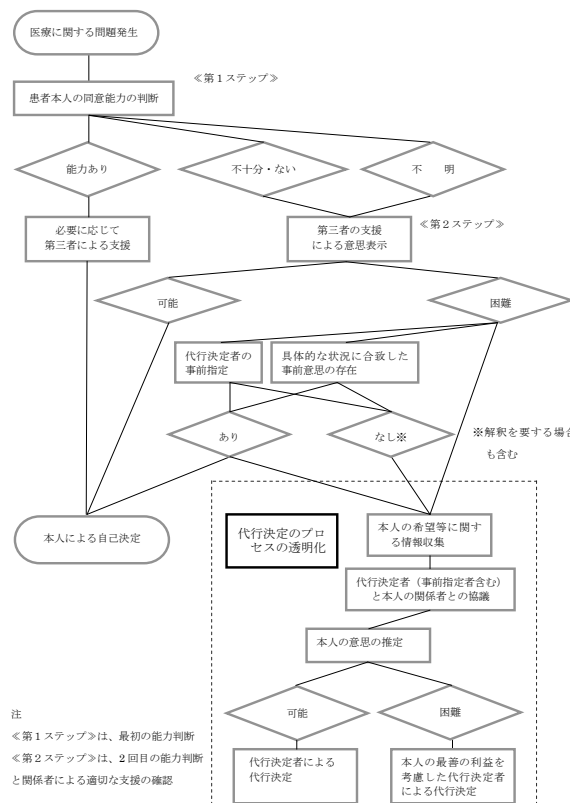 医療に関する問題発生
≪第1ステップ≫
患者本人の同意能力の判断
能力あり
不十分・ない
不　明
必要に応じて
第三者による支援
第三者の支援
による意思表示
≪第2ステップ≫
可能
困難
代行決定者の
事前指定
具体的な状況に合致した
事前意思の存在
あり
なし※
※解釈を要する場合
も含む
本人による自己決定
代行決定のプロ
セスの透明化
本人の希望等に関す
る情報収集
代行決定者（事前指定者含む）
と本人の関係者との協議
本人の意思の推定
可能
困難
代行決定者による
代行決定
本人の最善の利益を
考慮した代行決定者
による代行決定
注
≪第1ステップ≫は、最初の能力判断
≪第2ステップ≫は、2回目の能力判断
と関係者による適切な支援の確認